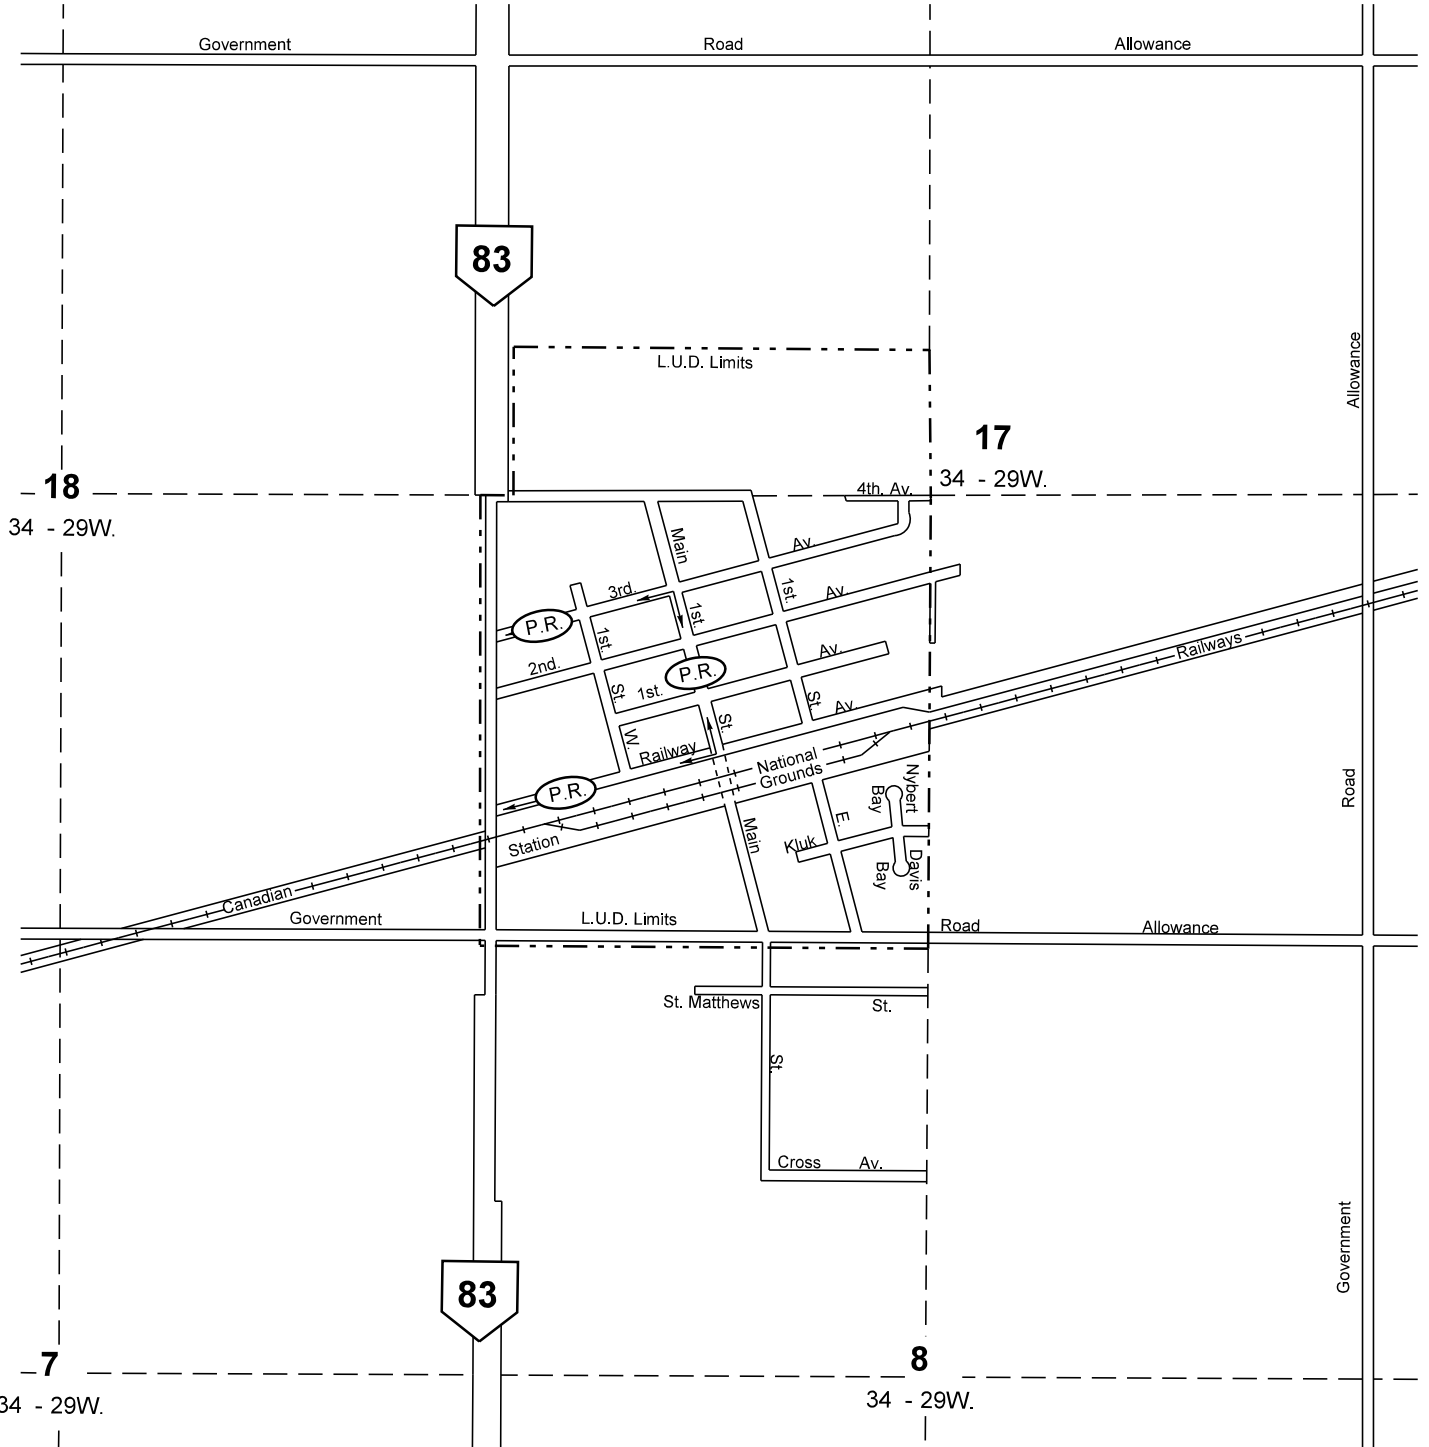 Government Road Allowance
83
L.U.D. Limits
Allowance
17
34 - 29W.
18
34 - 29W.
4th. Av.
Main
Av.
3rd.
1st.
Av.
1st.
P.R.
1st.
2nd.
Av.
Railways
P.R.
St.
1st.
St.
Av.
St.
W.
Railway
National
Grounds
Nybert
Bay
Road
P.R.
E.
Main
Kluk
Station
Davis
Bay
Canadian
Government
L.U.D. Limits
Road Allowance
St. Matthews St.
St.
Cross Av.
Government
83
7
34 - 29W.
8
34 - 29W.